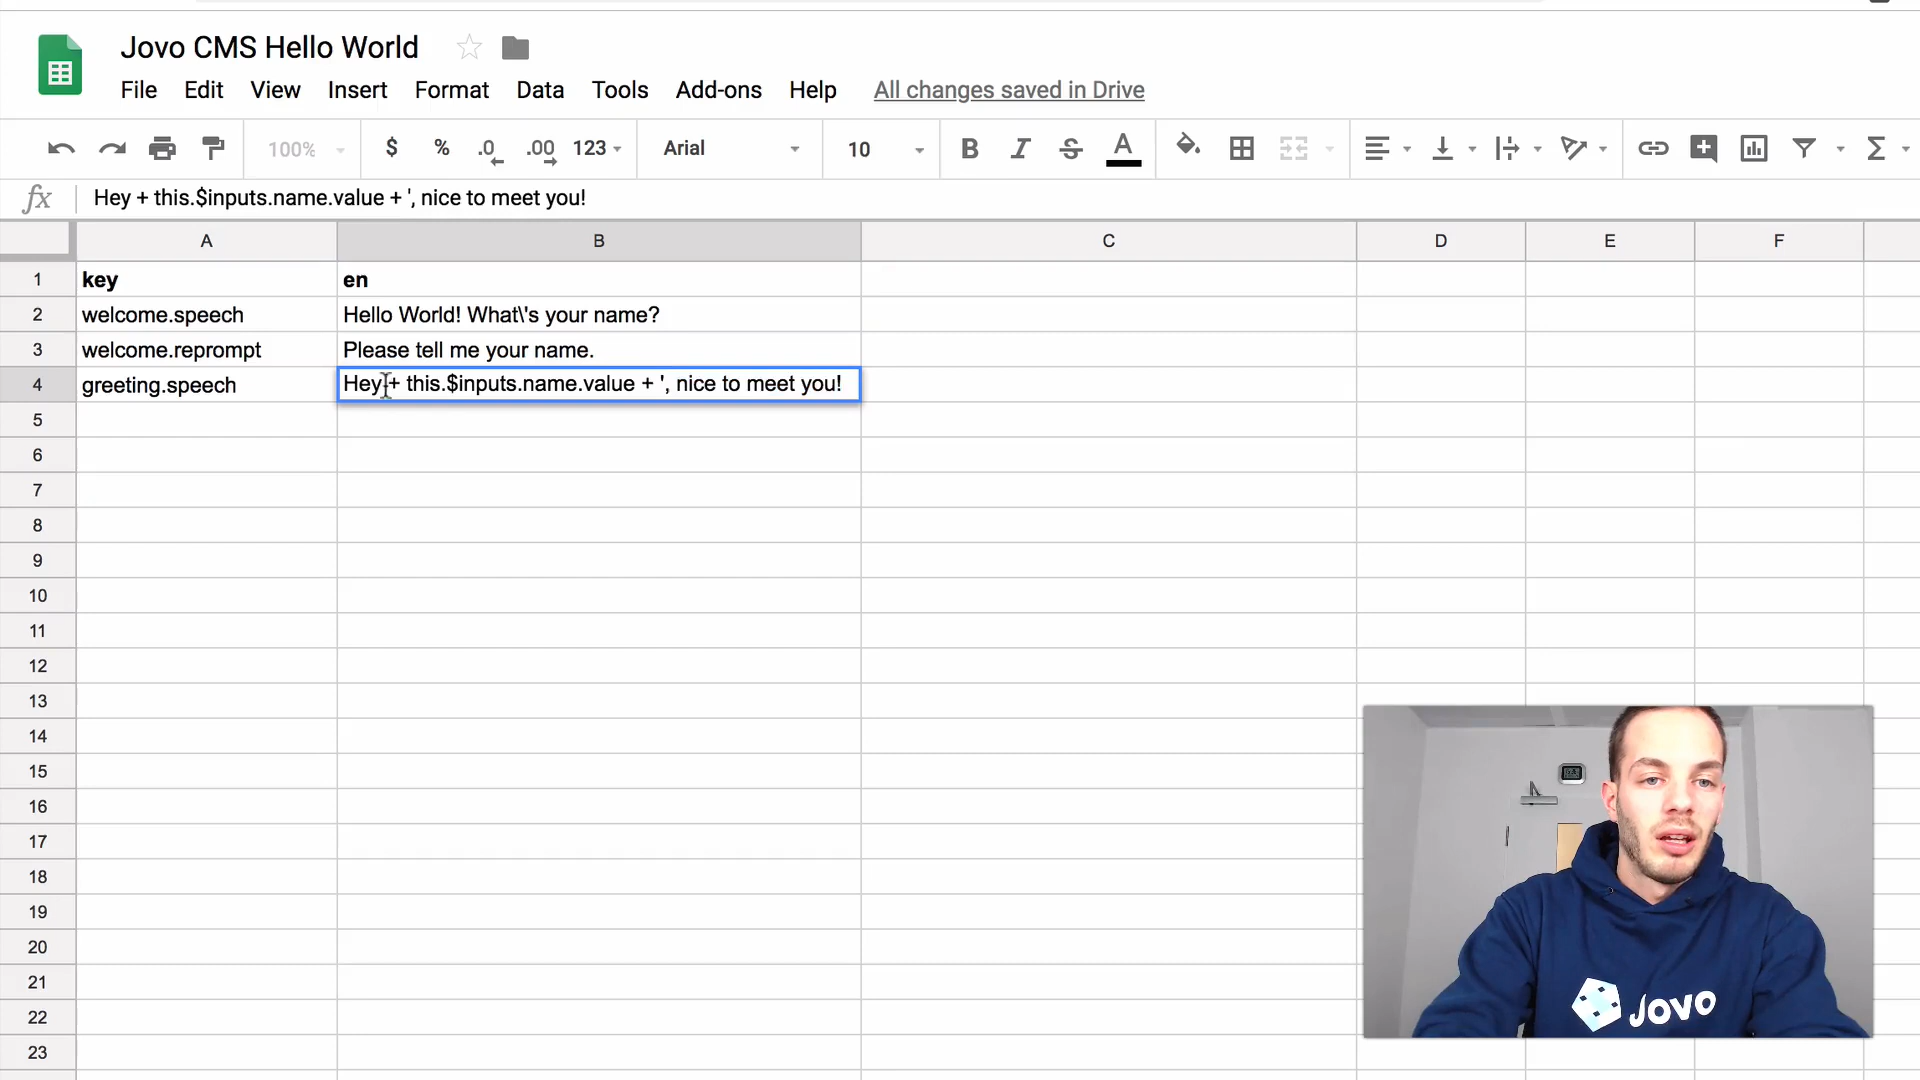 Jovo CMS Hello World
File Edit View Insert Format Data Tools Add-ons Help All changes saved in Drive
100% $ % .0 .00 123 Arial 10 B I S A Σ
fx Hey + this.$inputs.name.value + ', nice to meet you!
A B C D E F
1 key en
2 welcome.speech Hello World! What\'s your name?
3 welcome.reprompt Please tell me your name.
4 greeting.speech Hey + this.$inputs.name.value + ', nice to meet you!
5
6
7
8
9
10
11
12
13
14
15
16
17
18
19
20
21
22
23
Jovo